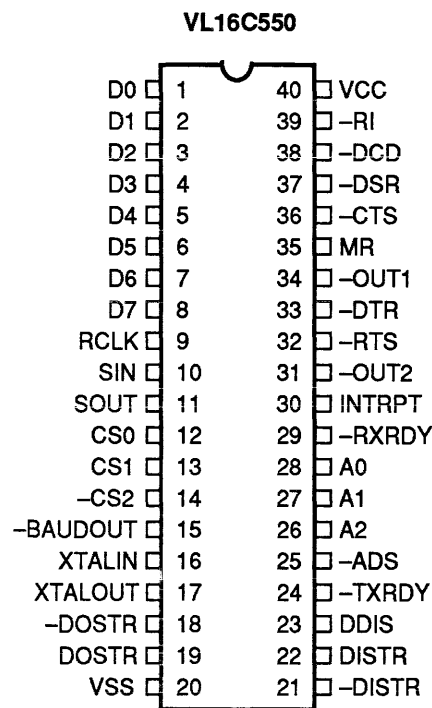 VL16C550
D0 1 40 VCC
D1 2 39 –RI
D2 3 38 –DCD
D3 4 37 –DSR
D4 5 36 –CTS
D5 6 35 MR
D6 7 34 –OUT1
D7 8 33 –DTR
RCLK 9 32 –RTS
SIN 10 31 –OUT2
SOUT 11 30 INTRPT
CS0 12 29 –RXRDY
CS1 13 28 A0
–CS2 14 27 A1
–BAUDOUT 15 26 A2
XTALIN 16 25 –ADS
XTALOUT 17 24 –TXRDY
–DOSTR 18 23 DDIS
DOSTR 19 22 DISTR
VSS 20 21 –DISTR